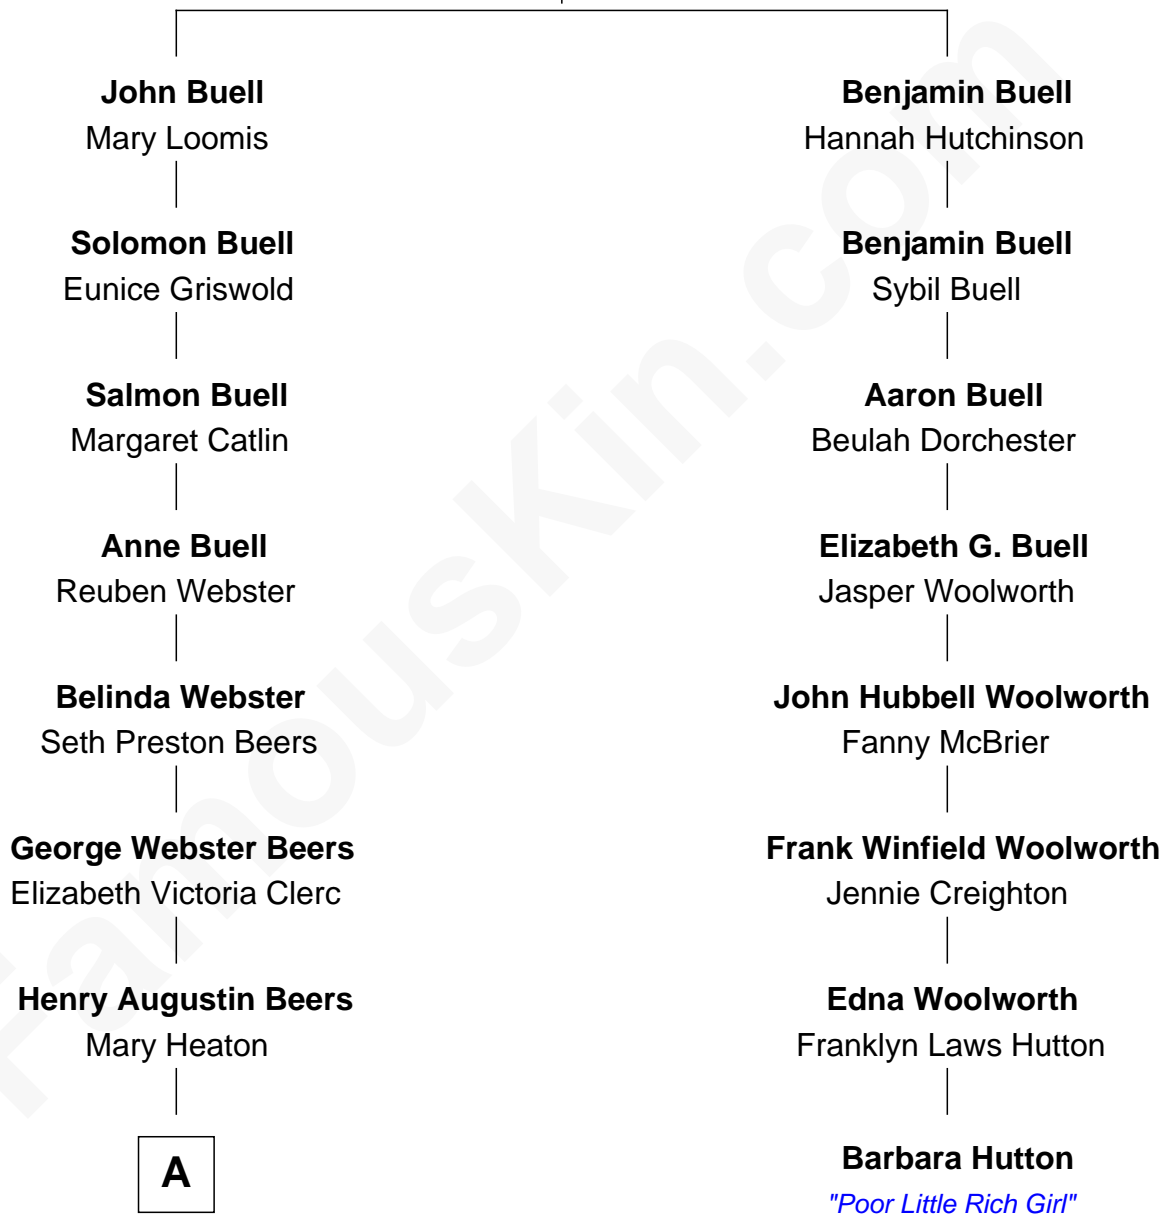 John Buell
Mary Loomis
Benjamin Buell
Hannah Hutchinson
Solomon Buell
Eunice Griswold
Benjamin Buell
Sybil Buell
Salmon Buell
Margaret Catlin
Aaron Buell
Beulah Dorchester
Anne Buell
Reuben Webster
Elizabeth G. Buell
Jasper Woolworth
Belinda Webster
Seth Preston Beers
John Hubbell Woolworth
Fanny McBrier
George Webster Beers
Elizabeth Victoria Clerc
Frank Winfield Woolworth
Jennie Creighton
Henry Augustin Beers
Mary Heaton
Edna Woolworth
Franklyn Laws Hutton
A
Barbara Hutton
"Poor Little Rich Girl"
FamousKin.com